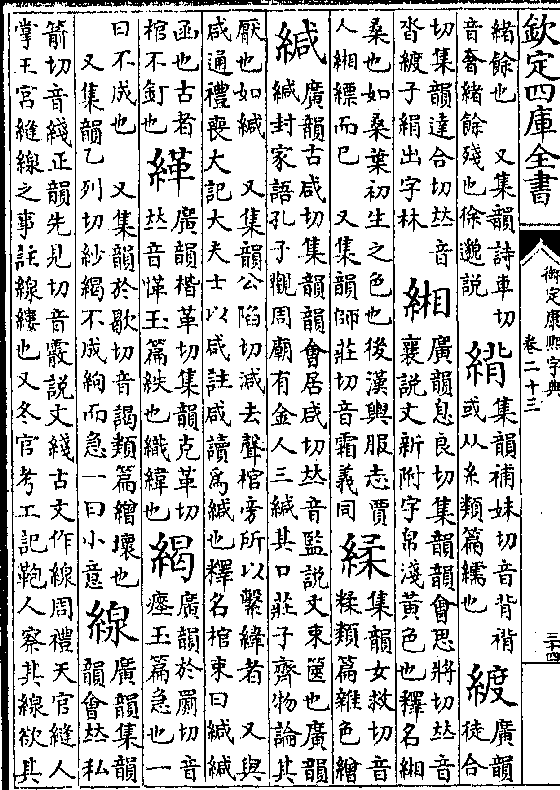 欽定四庫全書
御定康熙字典
卷二十三
三十四
緒餘也 又集韻詩車切
音奢緒餘殘也徐邈説
集韻補妹切音背褙
或从糸類篇繻也
廣韻
徒合
切集韻達合切𠀤音
沓 子絹出字林
緗
廣韻息良切集韻韻會思將切𠀤音
襄説文新附字帛淺黃色也釋名緗
桑也如桑葉初生之色也後漢輿服志賈
人緗縹而已 又集韻師莊切音霜義同
集韻女救切音
糅類篇雜色繒
緘
廣韻古咸切集韻韻會居咸切𠀤音監説文束篋也廣韻
緘封家語孔子觀周廟有金人三緘其口莊子齊物論其
厭也如緘 又集韻公陷切減去聲棺旁所以繫緯者 又與
咸通禮喪大記大夫士以咸註咸讀為緘也釋名棺束曰緘緘
函也古者
棺不釘也
緙
廣韻楷革切集韻克革切
𠀤音愅玉篇紩也織緯也
廣韻於罽切音
瘞玉篇急也一
曰不成也 又集韻於歇切音謁類篇繒壞也
又集韻乙列切紗 不成絢而急一曰小意
線
廣韻集韻
韻會𠀤私
箭切音綫正韻先見切音霰説文綫古文作線周禮天官縫人
掌王宮縫線之事註線縷也又冬官考工記鞄人察其線欲其